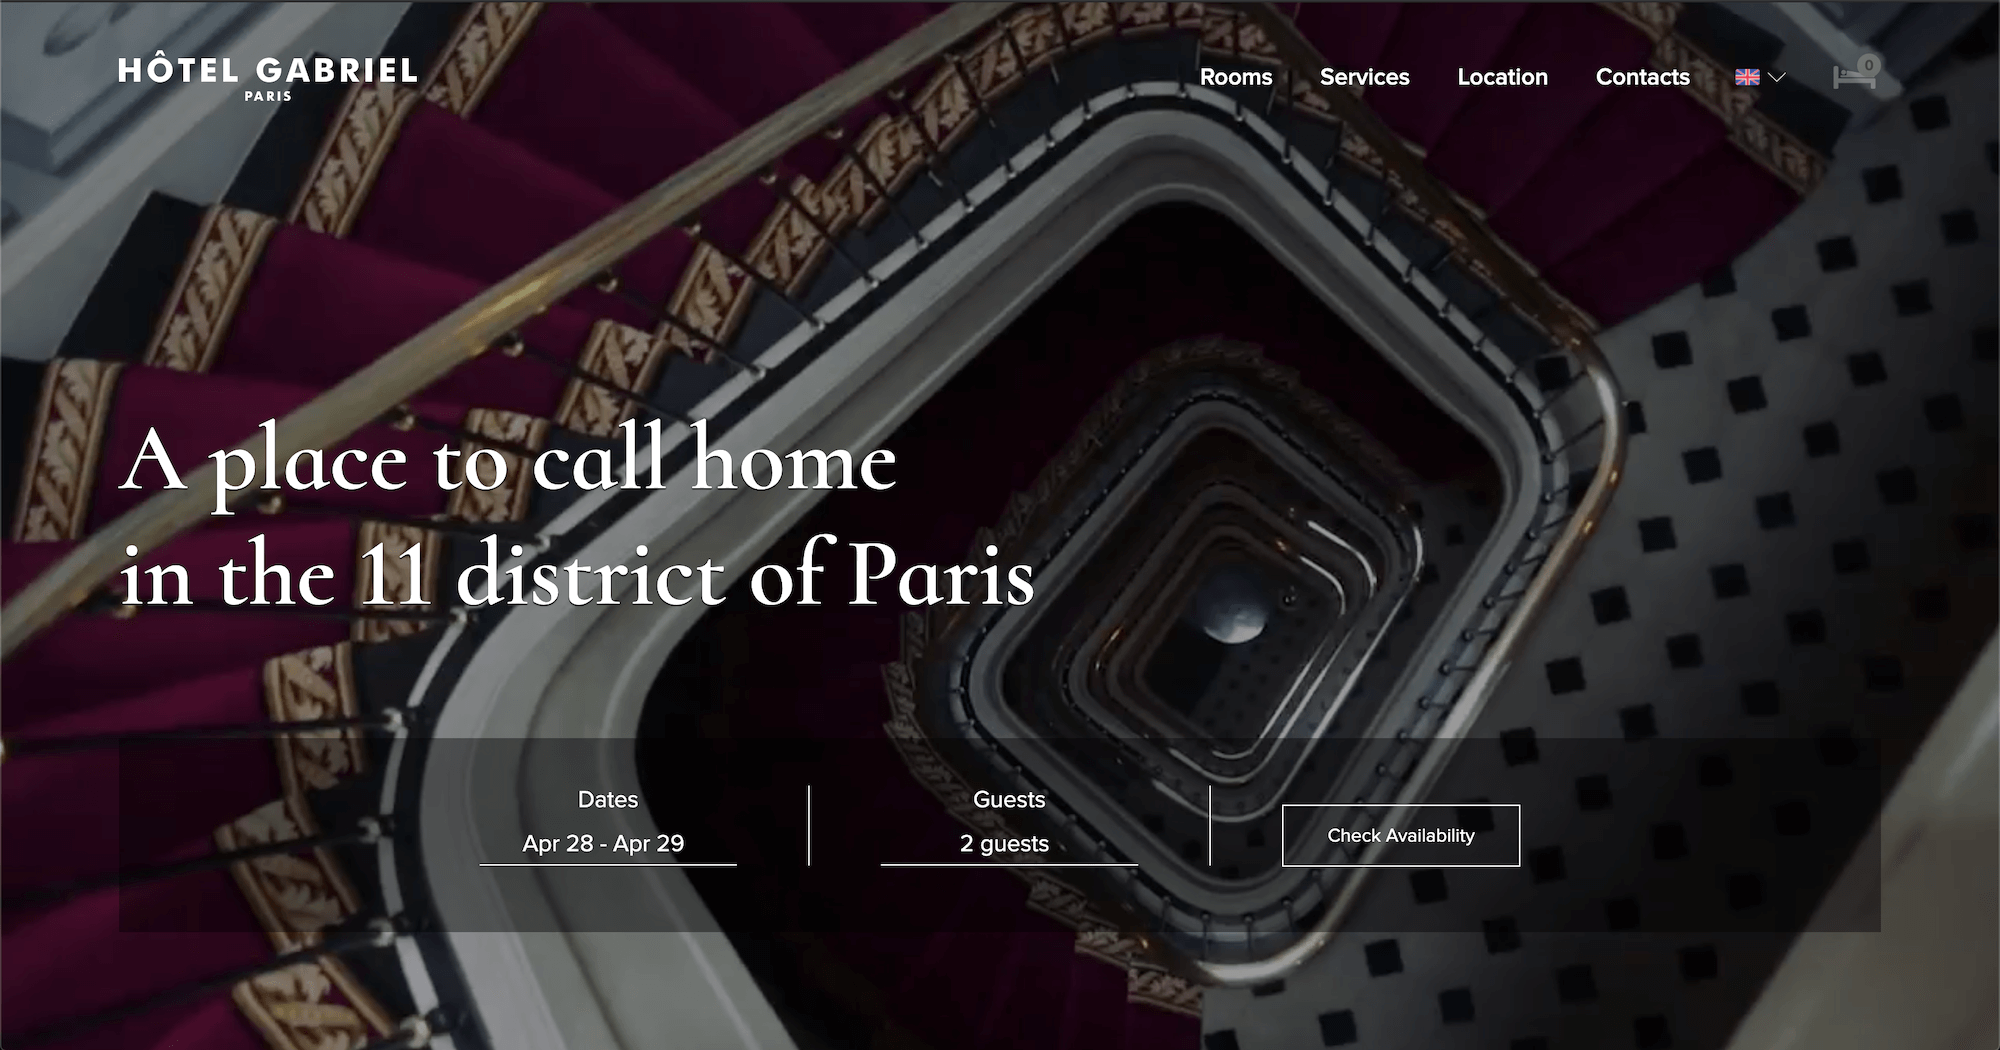 HÔTEL GABRIEL
PARIS
Rooms
Services
Location
Contacts
0
A place to call home
in the 11 district of Paris
Dates
Apr 28 - Apr 29
Guests
2 guests
Check Availability